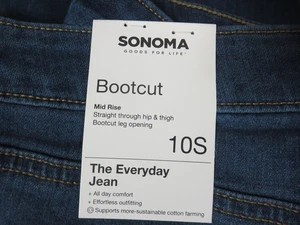 SONOMA
GOODS FOR LIFE™
Bootcut
Mid Rise
Straight through hip & thigh
Bootcut leg opening
10S
The Everyday
Jean
+ All day comfort
+ Effortless outfitting
Supports more-sustainable cotton farming